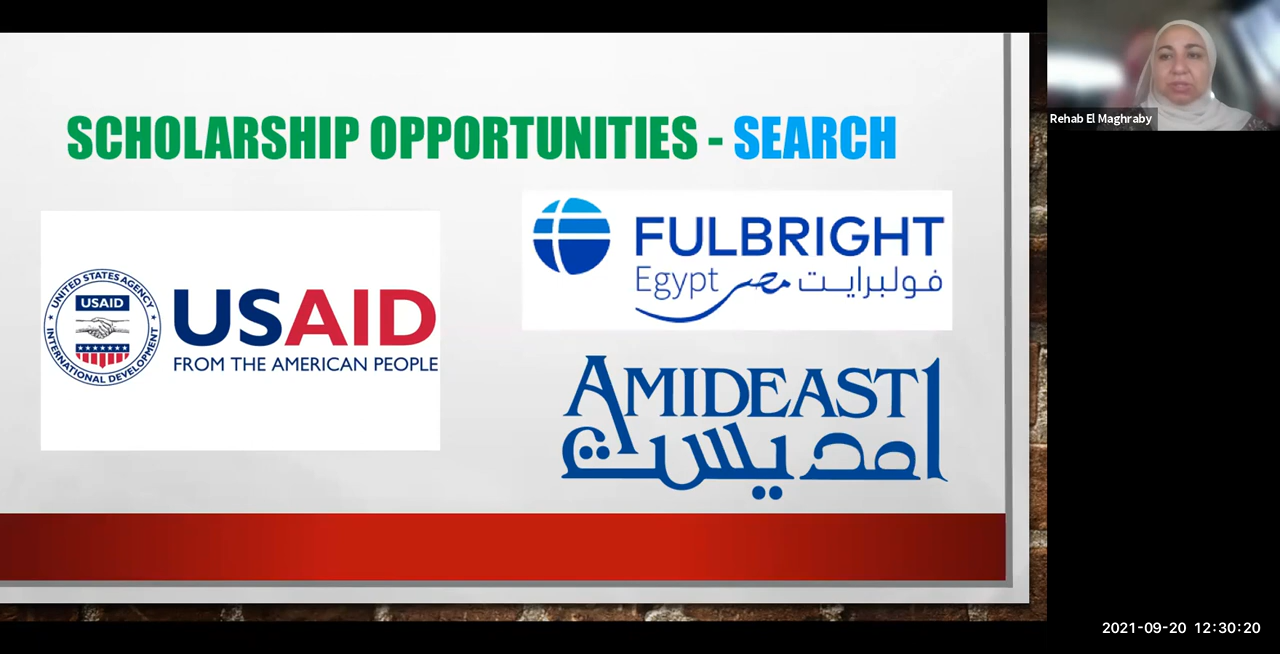 SCHOLARSHIP OPPORTUNITIES - SEARCH
UNITED STATES AGENCY
USAID
INTERNATIONAL DEVELOPMENT
USAID
FROM THE AMERICAN PEOPLE
FULBRIGHT
Egypt مصر فولبرايت
AMIDEAST
امديست
Rehab El Maghraby
2021-09-20 12:30:20